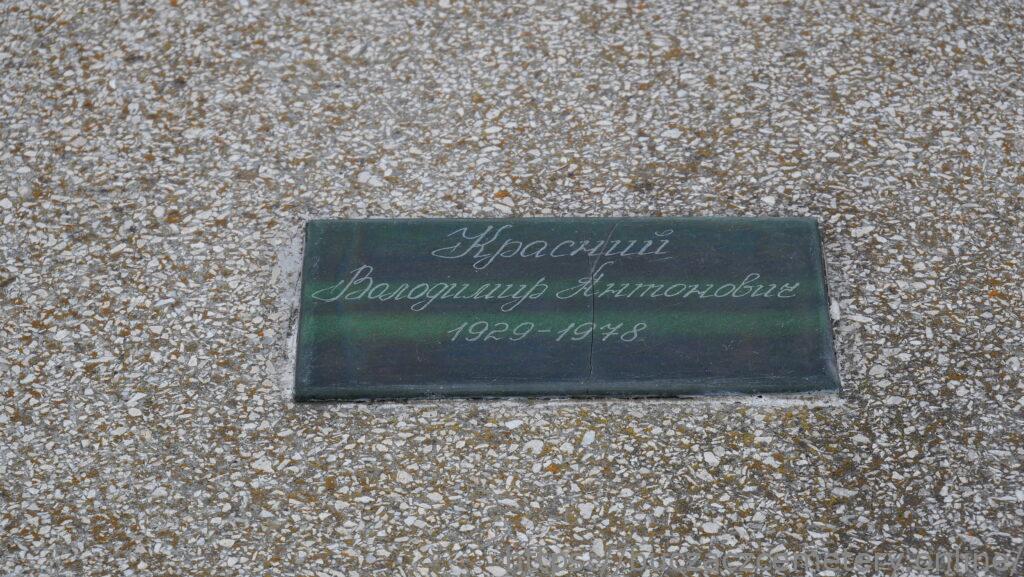 Красний
Володимир Антонович
1929-1978